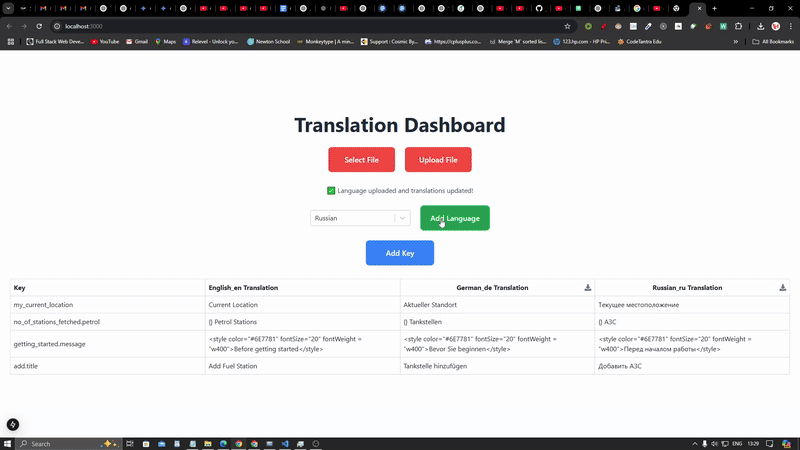 localhost:3000
Full Stack Web Deve...
YouTube
Gmail
Maps
Relevel - Unlock yo...
Newton School
Monkeytype | A min...
Support : Cosmic By...
https://cplusplus.co...
Merge 'M' sorted lis...
123.hp.com - HP Pri...
CodeTantra Edu
All Bookmarks
Translation Dashboard
Select File
Upload File
Language uploaded and translations updated!
Russian
Add Language
Add Key
Key English_en Translation German_de Translation Russian_ru Translation
my_current_location Current Location Aktueller Standort Текущее местоположение
no_of_stations_fetched.petrol {} Petrol Stations {} Tankstellen {} АЗС
getting_started.message <style color="#6E7781" fontSize="20" fontWeight = "w400">Before getting started</style> <style color="#6E7781" fontSize="20" fontWeight = "w400">Bevor Sie beginnen</style> <style color="#6E7781" fontSize="20" fontWeight = "w400">Перед началом работы</style>
add.title Add Fuel Station Tankstelle hinzufügen Добавить АЗС
Search
ENG
13:29